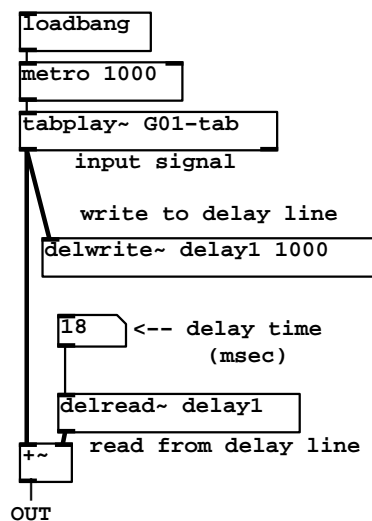 loadbang
metro 1000
tabplay~ G01-tab
input signal
write to delay line
delwrite~ delay1 1000
18 <-- delay time
(msec)
delread~ delay1
+~ read from delay line
OUT